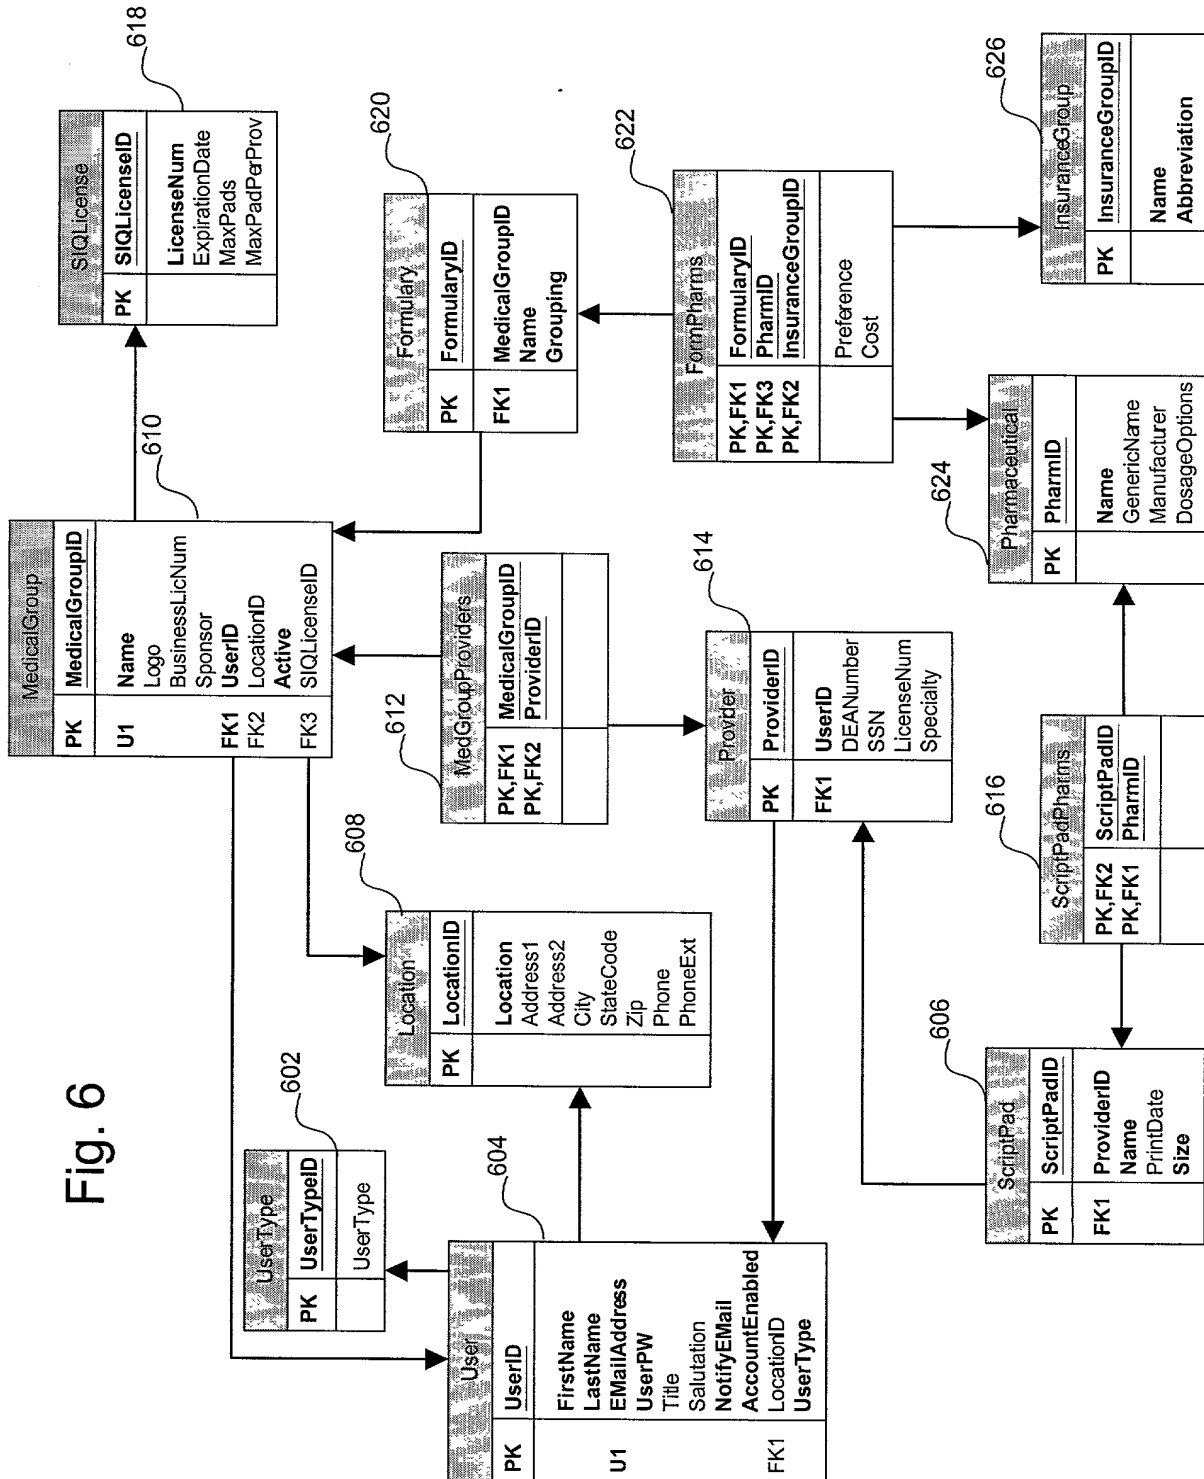 Fig. 6
MedicalGroup
PK MedicalGroupID
U1 Name
Logo
BusinessLicNum
Sponsor
FK1 UserID
FK2 LocationID
Active
FK3 SIQLicenseID
610
SIQLicense
PK SIQLicenseID
LicenseNum
ExpirationDate
MaxPads
MaxPadPerProv
618
UserType
PK UserTypeID
UserType
602
Location
PK LocationID
Location
Address1
Address2
City
StateCode
Zip
Phone
PhoneExt
608
MedGroupProviders
PK,FK1 MedicalGroupID
PK,FK2 ProviderID
612
Formulary
PK FormularyID
FK1 MedicalGroupID
Name
Grouping
620
User
PK UserID
FirstName
LastName
U1 EMailAddress
UserPW
Title
Salutation
NotifyEMail
AccountEnabled
FK1 LocationID
UserType
604
Provder
PK ProviderID
FK1 UserID
DEANumber
SSN
LicenseNum
Specialty
614
FormPharms
PK,FK1 FormularyID
PK,FK3 PharmID
PK,FK2 InsuranceGroupID
Preference
Cost
622
ScriptPad
PK ScriptPadID
FK1 ProviderID
Name
PrintDate
Size
606
ScriptPadPharms
PK,FK2 ScriptPadID
PK,FK1 PharmID
616
Pharmaceutical
PK PharmID
Name
GenericName
Manufacturer
DosageOptions
624
InsuranceGroup
PK InsuranceGroupID
Name
Abbreviation
626